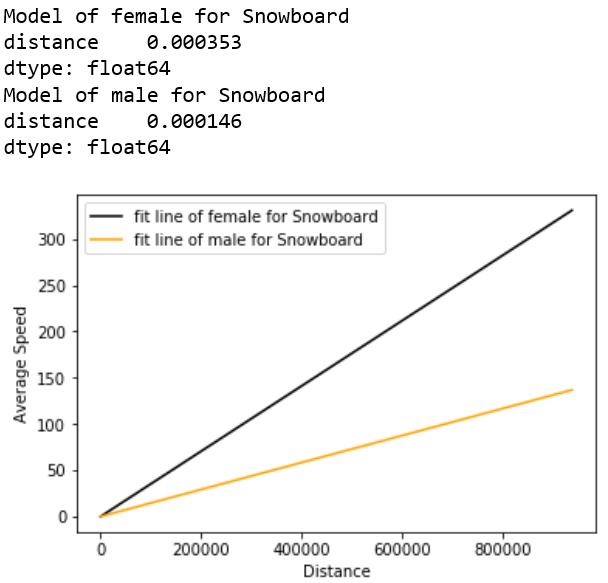 Model of female for Snowboard
distance    0.000353
dtype: float64
Model of male for Snowboard
distance    0.000146
dtype: float64
fit line of female for Snowboard
fit line of male for Snowboard
Average Speed
300
250
200
150
100
50
0
0 200000 400000 600000 800000
Distance